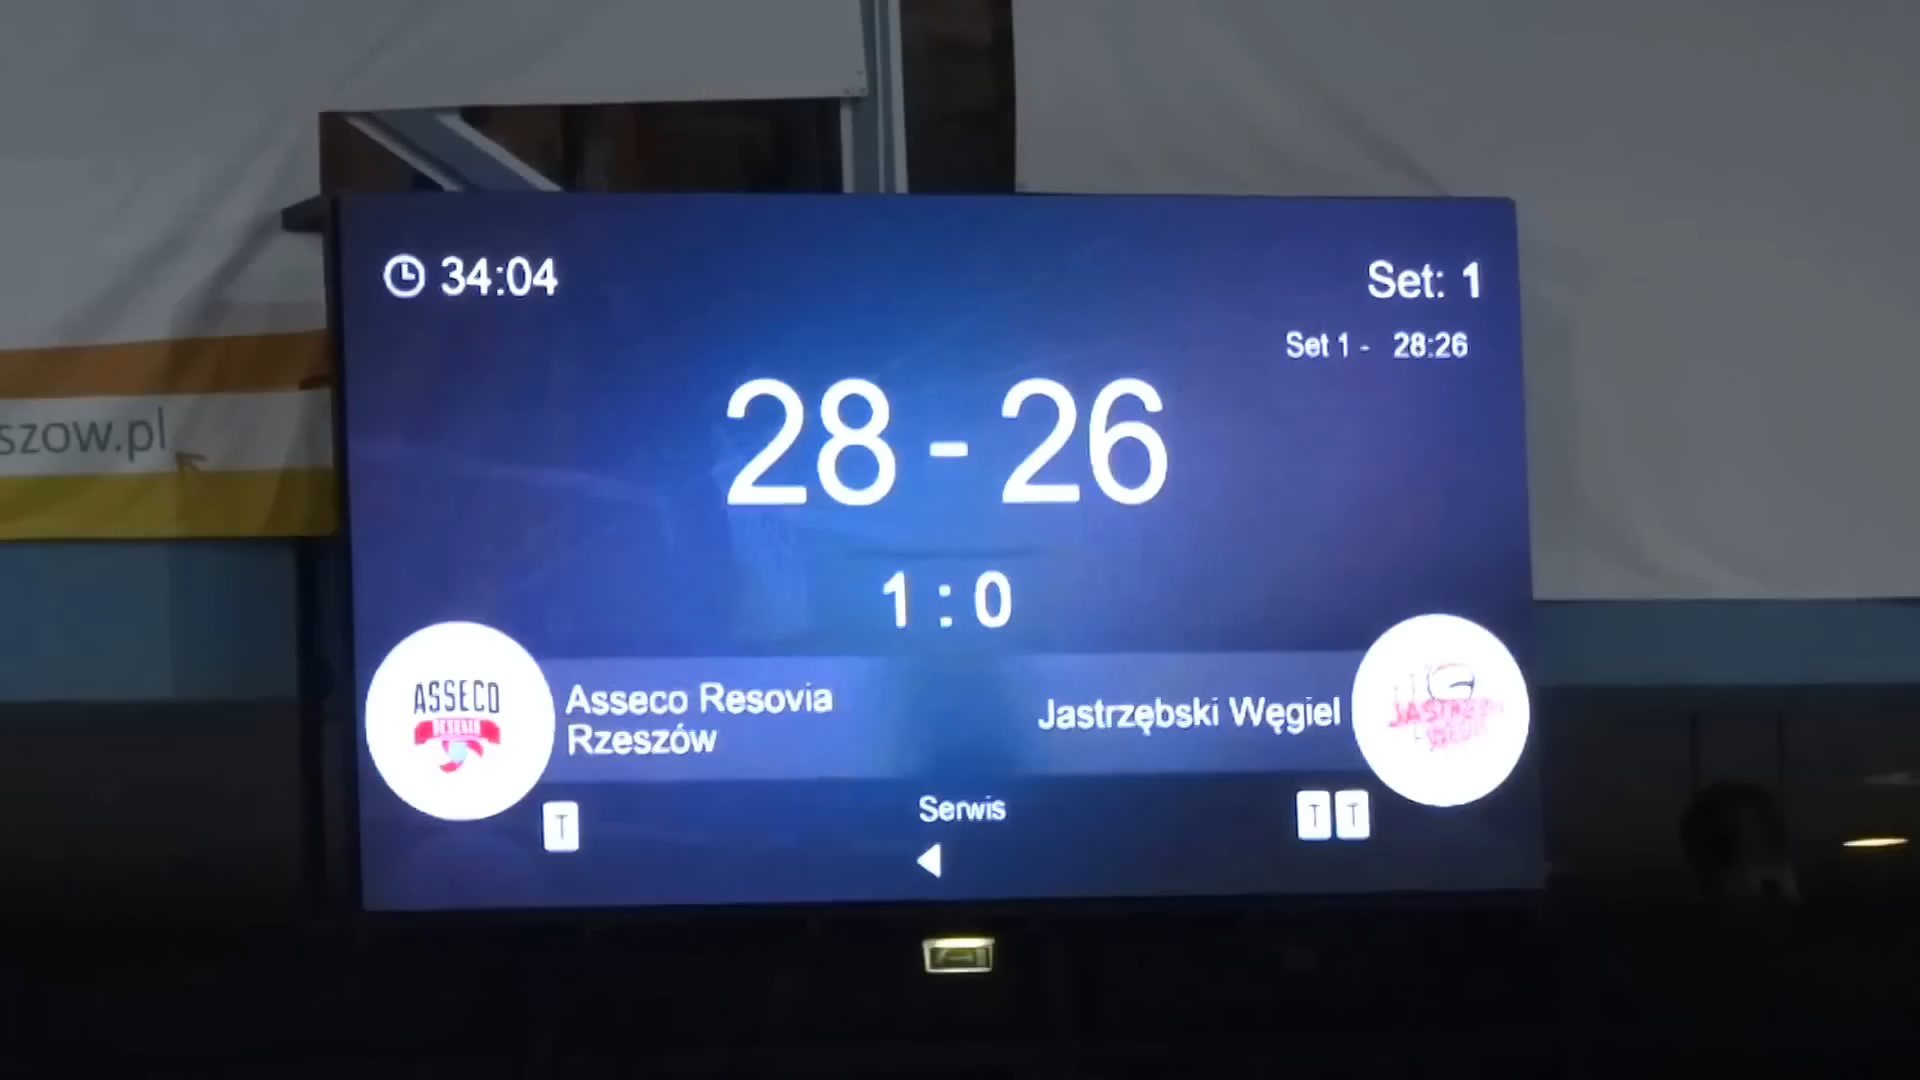 34:04
Set: 1
Set 1 - 28:26
28 - 26
1 : 0
ASSECO
RESOVIA
Asseco Resovia
Rzeszów
Jastrzębski Węgiel
T
Serwis
T T
szow.pl